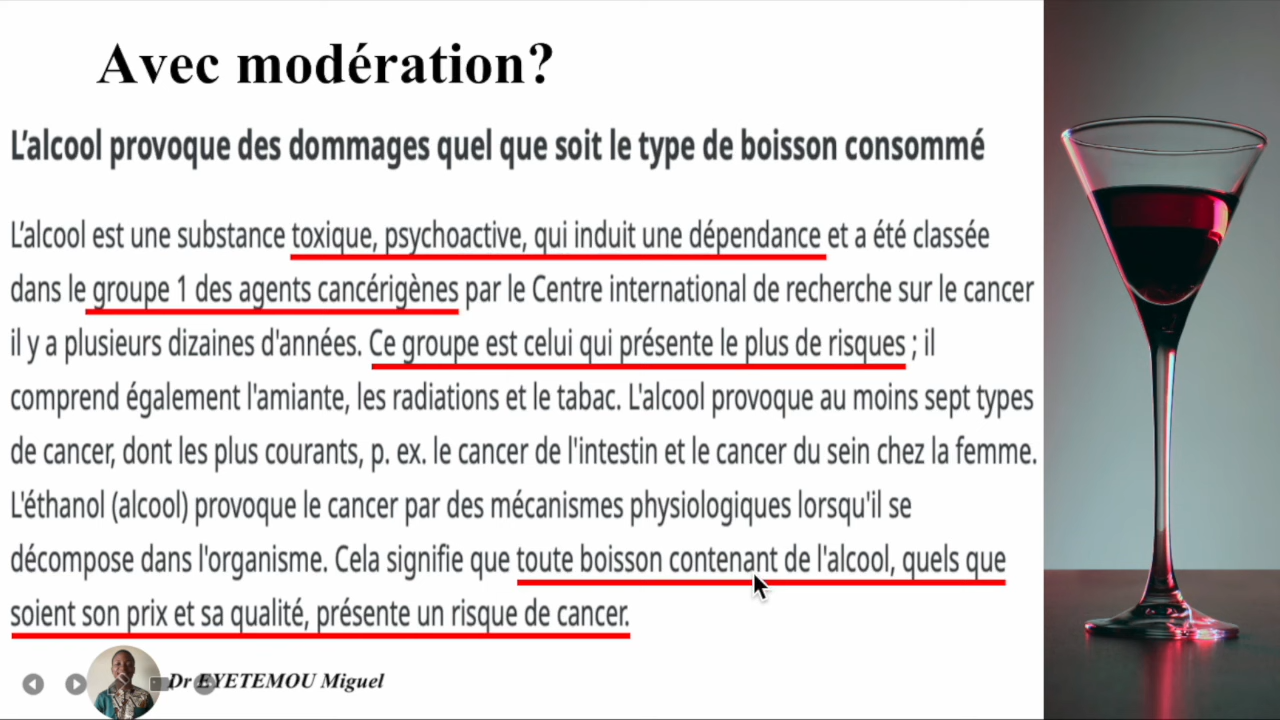 Avec modération?
L'alcool provoque des dommages quel que soit le type de boisson consommé
L'alcool est une substance toxique, psychoactive, qui induit une dépendance et a été classée
dans le groupe 1 des agents cancérigènes par le Centre international de recherche sur le cancer
il y a plusieurs dizaines d'années. Ce groupe est celui qui présente le plus de risques ; il
comprend également l'amiante, les radiations et le tabac. L'alcool provoque au moins sept types
de cancer, dont les plus courants, p. ex. le cancer de l'intestin et le cancer du sein chez la femme.
L'éthanol (alcool) provoque le cancer par des mécanismes physiologiques lorsqu'il se
décompose dans l'organisme. Cela signifie que toute boisson contenant de l'alcool, quels que
soient son prix et sa qualité, présente un risque de cancer.
Dr EYETEMOU Miguel